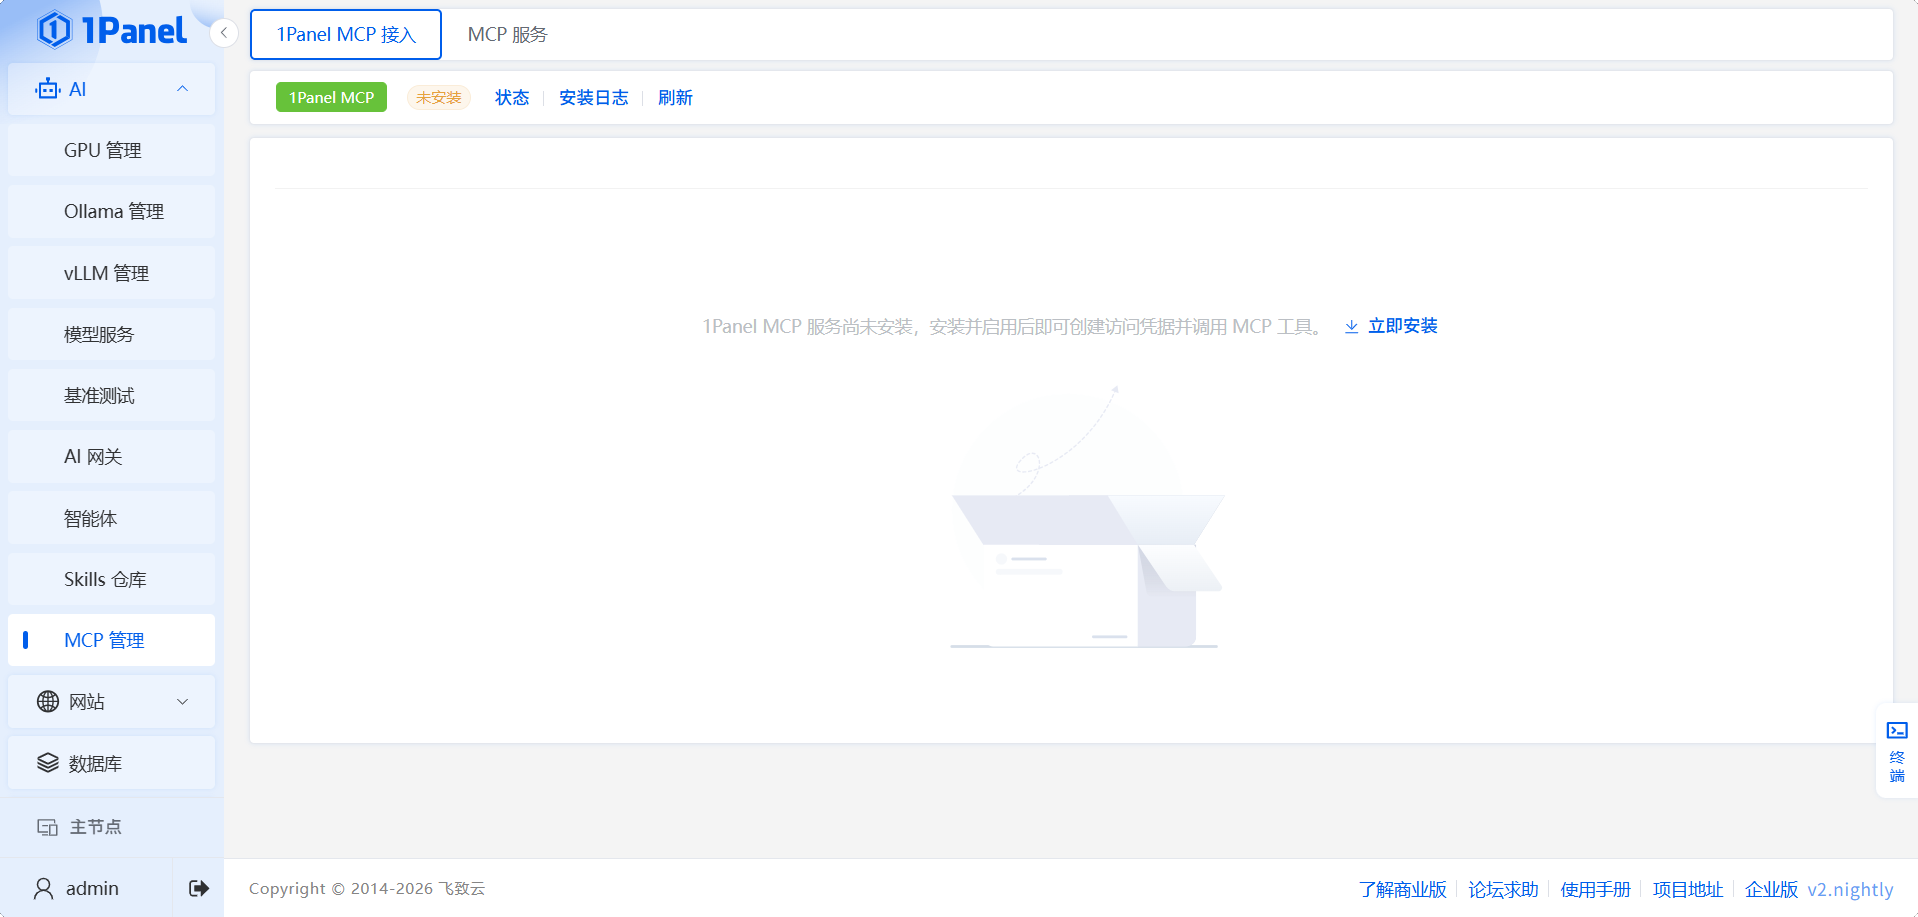 1Panel
AI
GPU 管理
Ollama 管理
vLLM 管理
模型服务
基准测试
AI 网关
智能体
Skills 仓库
MCP 管理
网站
数据库
主节点
admin
1Panel MCP 接入
MCP 服务
1Panel MCP
未安装
状态
安装日志
刷新
1Panel MCP 服务尚未安装，安装并启用后即可创建访问凭据并调用 MCP 工具。
立即安装
终端
Copyright © 2014-2026 飞致云
了解商业版
论坛求助
使用手册
项目地址
企业版
v2.nightly